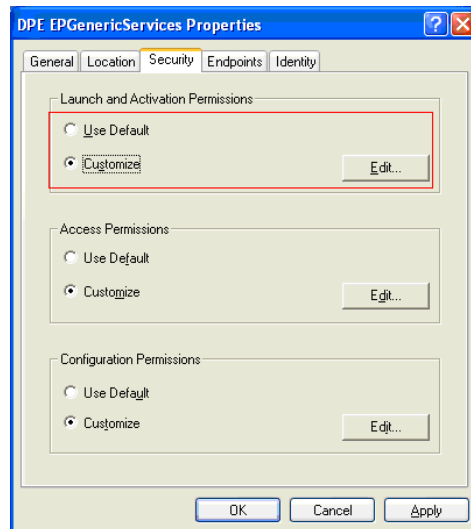 DPE EPGenericServices Properties
General Location Security Endpoints Identity
Launch and Activation Permissions
Use Default
Customize
Edit...
Access Permissions
Use Default
Customize
Edit...
Configuration Permissions
Use Default
Customize
Edit...
OK Cancel Apply